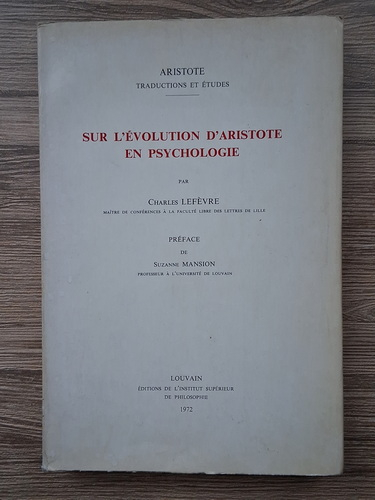 ARISTOTE
TRADUCTIONS ET ÉTUDES
SUR L'ÉVOLUTION D'ARISTOTE
EN PSYCHOLOGIE
PAR
CHARLES LEFÈVRE
MAÎTRE DE CONFÉRENCES À LA FACULTÉ LIBRE DES LETTRES DE LILLE
PRÉFACE
DE
SUZANNE MANSION
PROFESSEUR À L'UNIVERSITÉ DE LOUVAIN
LOUVAIN
ÉDITIONS DE L'INSTITUT SUPÉRIEUR
DE PHILOSOPHIE
1972